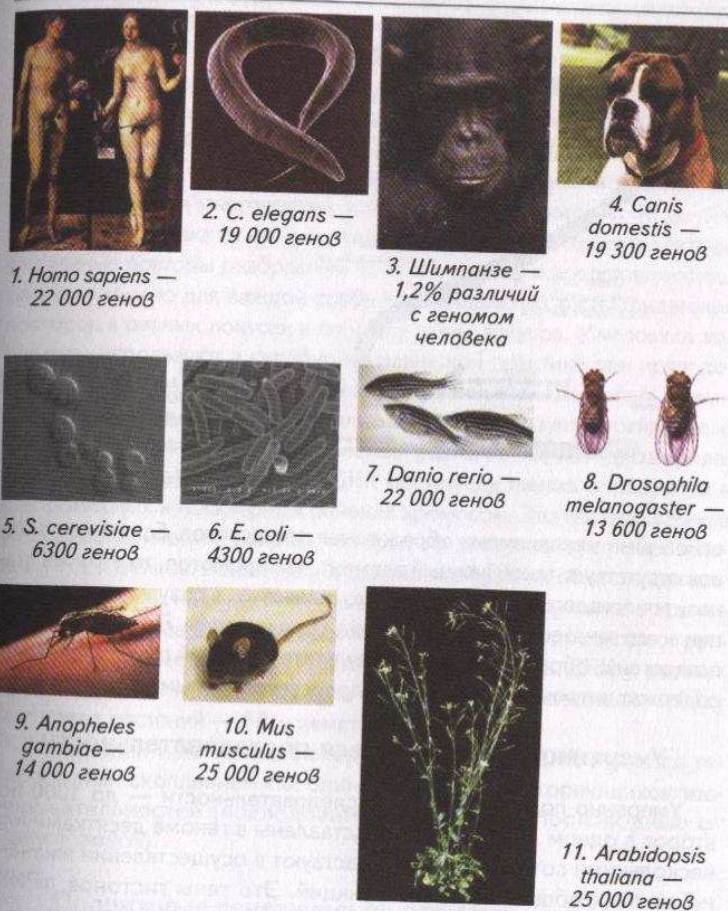 1. Homo sapiens —
22 000 генов
2. C. elegans —
19 000 генов
3. Шимпанзе —
1,2% различий
с геномом
человека
4. Canis
domestis —
19 300 генов
5. S. cerevisiae —
6300 генов
6. E. coli —
4300 генов
7. Danio rerio —
22 000 генов
8. Drosophila
melanogaster —
13 600 генов
9. Anopheles
gambiae—
14 000 генов
10. Mus
musculus —
25 000 генов
11. Arabidopsis
thaliana —
25 000 генов